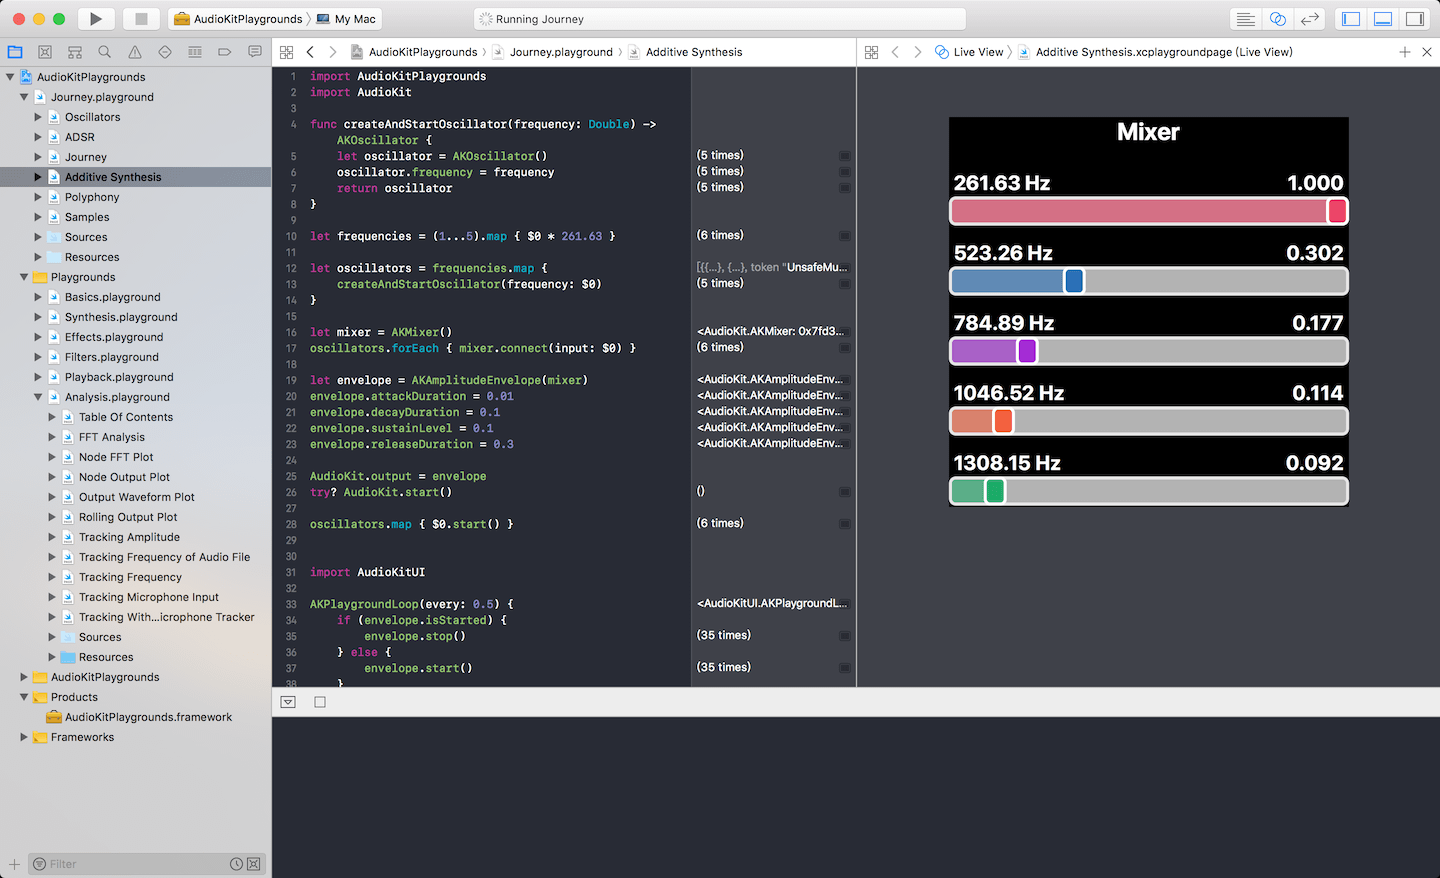 AudioKitPlaygrounds 〉 My Mac
Running Journey
AudioKitPlaygrounds 〉 Journey.playground 〉 Additive Synthesis
Live View 〉 Additive Synthesis.xcplaygroundpage (Live View)
AudioKitPlaygrounds
Journey.playground
Oscillators
ADSR
Journey
Additive Synthesis
Polyphony
Samples
Sources
Resources
Playgrounds
Basics.playground
Synthesis.playground
Effects.playground
Filters.playground
Playback.playground
Analysis.playground
Table Of Contents
FFT Analysis
Node FFT Plot
Node Output Plot
Output Waveform Plot
Rolling Output Plot
Tracking Amplitude
Tracking Frequency of Audio File
Tracking Frequency
Tracking Microphone Input
Tracking With...icrophone Tracker
Sources
Resources
AudioKitPlaygrounds
Products
AudioKitPlaygrounds.framework
Frameworks
Filter
1 import AudioKitPlaygrounds
2 import AudioKit
3
4 func createAndStartOscillator(frequency: Double) ->
AKOscillator {
5 let oscillator = AKOscillator() (5 times)
6 oscillator.frequency = frequency (5 times)
7 return oscillator (5 times)
8 }
9
10 let frequencies = (1...5).map { $0 * 261.63 } (6 times)
11
12 let oscillators = frequencies.map { [{{...}, {...}, token "UnsafeMu...
13 createAndStartOscillator(frequency: $0) (5 times)
14 }
15
16 let mixer = AKMixer() <AudioKit.AKMixer: 0x7fd3...
17 oscillators.forEach { mixer.connect(input: $0) } (6 times)
18
19 let envelope = AKAmplitudeEnvelope(mixer) <AudioKit.AKAmplitudeEnv...
20 envelope.attackDuration = 0.01 <AudioKit.AKAmplitudeEnv...
21 envelope.decayDuration = 0.1 <AudioKit.AKAmplitudeEnv...
22 envelope.sustainLevel = 0.1 <AudioKit.AKAmplitudeEnv...
23 envelope.releaseDuration = 0.3 <AudioKit.AKAmplitudeEnv...
24
25 AudioKit.output = envelope
26 try? AudioKit.start() ()
27
28 oscillators.map { $0.start() } (6 times)
29
30
31 import AudioKitUI
32
33 AKPlaygroundLoop(every: 0.5) { <AudioKitUI.AKPlaygroundL...
34 if (envelope.isStarted) {
35 envelope.stop() (35 times)
36 } else {
37 envelope.start() (35 times)
38 }
Mixer
261.63 Hz 1.000
523.26 Hz 0.302
784.89 Hz 0.177
1046.52 Hz 0.114
1308.15 Hz 0.092